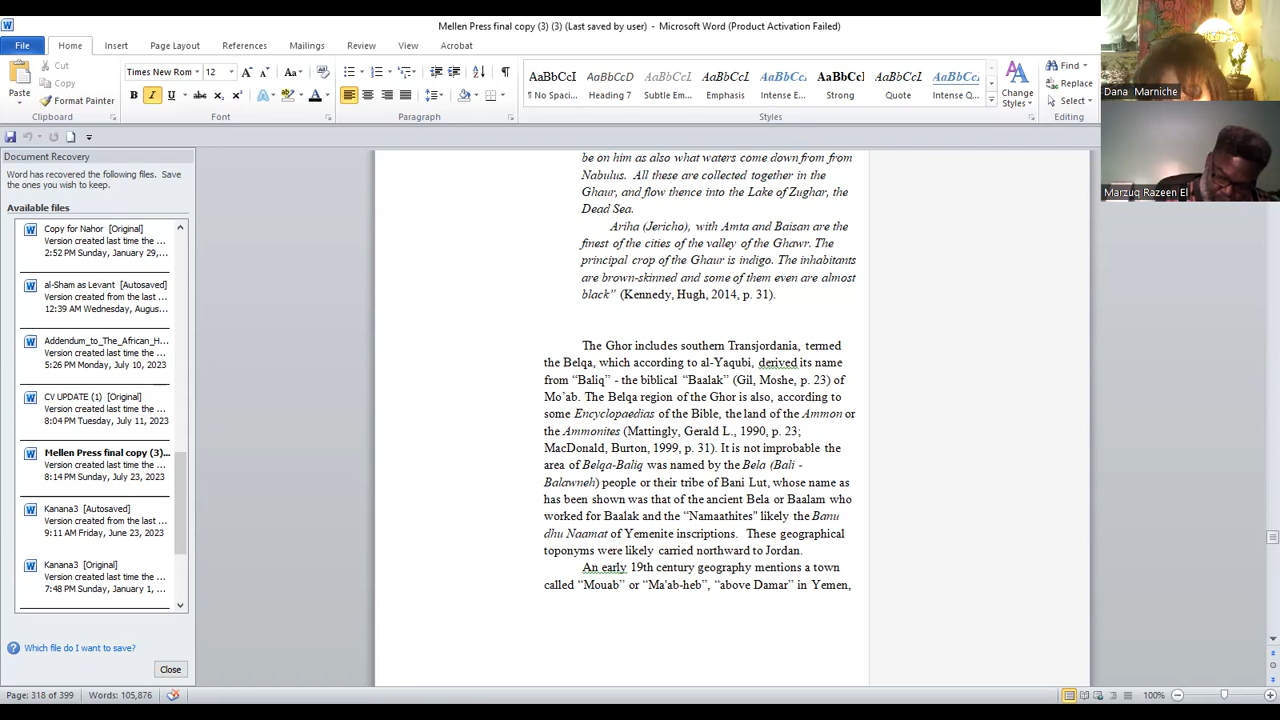 Mellen Press final copy (3) (3) (Last saved by user) - Microsoft Word (Product Activation Failed)
File Home Insert Page Layout References Mailings Review View Acrobat
Paste
Cut
Copy
Format Painter
Clipboard
Times New Rom 12
Font
Paragraph
AaBbCcI AaBbCcD AaBbCcL AaBbCcL AaBbCc. AaBbCcl AaBbCcL AaBbCc.
¶ No Spaci... Heading 7 Subtle Em... Emphasis Intense E... Strong Quote Intense Q...
Change
Styles
Styles
Find
Replace
Select
Editing
Dana Marniche
Marzuq Razeen El
Document Recovery
Word has recovered the following files. Save
the ones you wish to keep.
Available files
Copy for Nahor [Original]
Version created last time the ...
2:52 PM Sunday, January 29,...
al-Sham as Levant [Autosaved]
Version created from the last ...
12:39 AM Wednesday, Augus...
Addendum_to_The_African_H...
Version created from the last ...
5:26 PM Monday, July 10, 2023
CV UPDATE (1) [Original]
Version created last time the ...
8:04 PM Tuesday, July 11, 2023
Mellen Press final copy (3)...
Version created last time the ...
8:14 PM Sunday, July 23, 2023
Kanana3 [Autosaved]
Version created from the last ...
9:11 AM Friday, June 23, 2023
Kanana3 [Original]
Version created last time the ...
7:48 PM Sunday, January 1, ...
Which file do I want to save?
Close
be on him as also what waters come down from from
Nabulus. All these are collected together in the
Ghaur, and flow thence into the Lake of Zughar, the
Dead Sea.
Ariha (Jericho), with Amta and Baisan are the
finest of the cities of the valley of the Ghawr. The
principal crop of the Ghaur is indigo. The inhabitants
are brown-skinned and some of them even are almost
black” (Kennedy, Hugh, 2014, p. 31).
The Ghor includes southern Transjordania, termed
the Belqa, which according to al-Yaqubi, derived its name
from “Baliq” - the biblical “Baalak” (Gil, Moshe, p. 23) of
Mo’ab. The Belqa region of the Ghor is also, according to
some Encyclopaedias of the Bible, the land of the Ammon or
the Ammonites (Mattingly, Gerald L., 1990, p. 23;
MacDonald, Burton, 1999, p. 31). It is not improbable the
area of Belqa-Baliq was named by the Bela (Bali -
Balawneh) people or their tribe of Bani Lut, whose name as
has been shown was that of the ancient Bela or Baalam who
worked for Baalak and the “Namaathites” likely the Banu
dhu Naamat of Yemenite inscriptions. These geographical
toponyms were likely carried northward to Jordan.
An early 19th century geography mentions a town
called “Mouab” or “Ma'ab-heb”, “above Damar” in Yemen,
Page: 318 of 399 Words: 105,876
100%